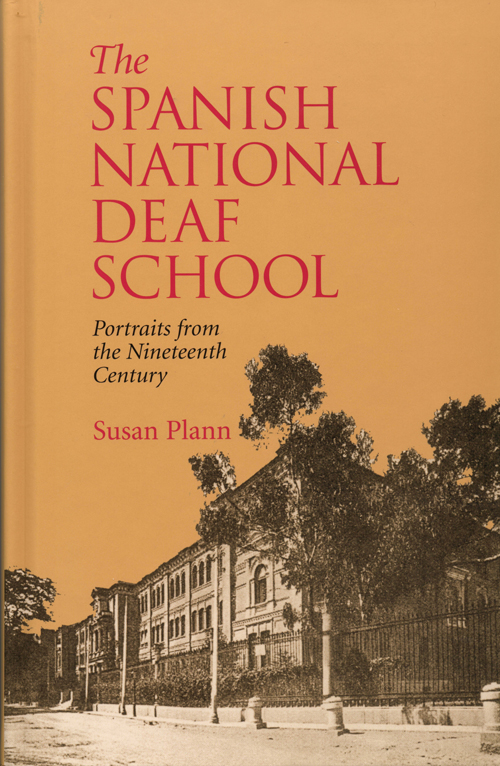 The
SPANISH
NATIONAL
DEAF
SCHOOL
Portraits from
the Nineteenth
Century
Susan Plann